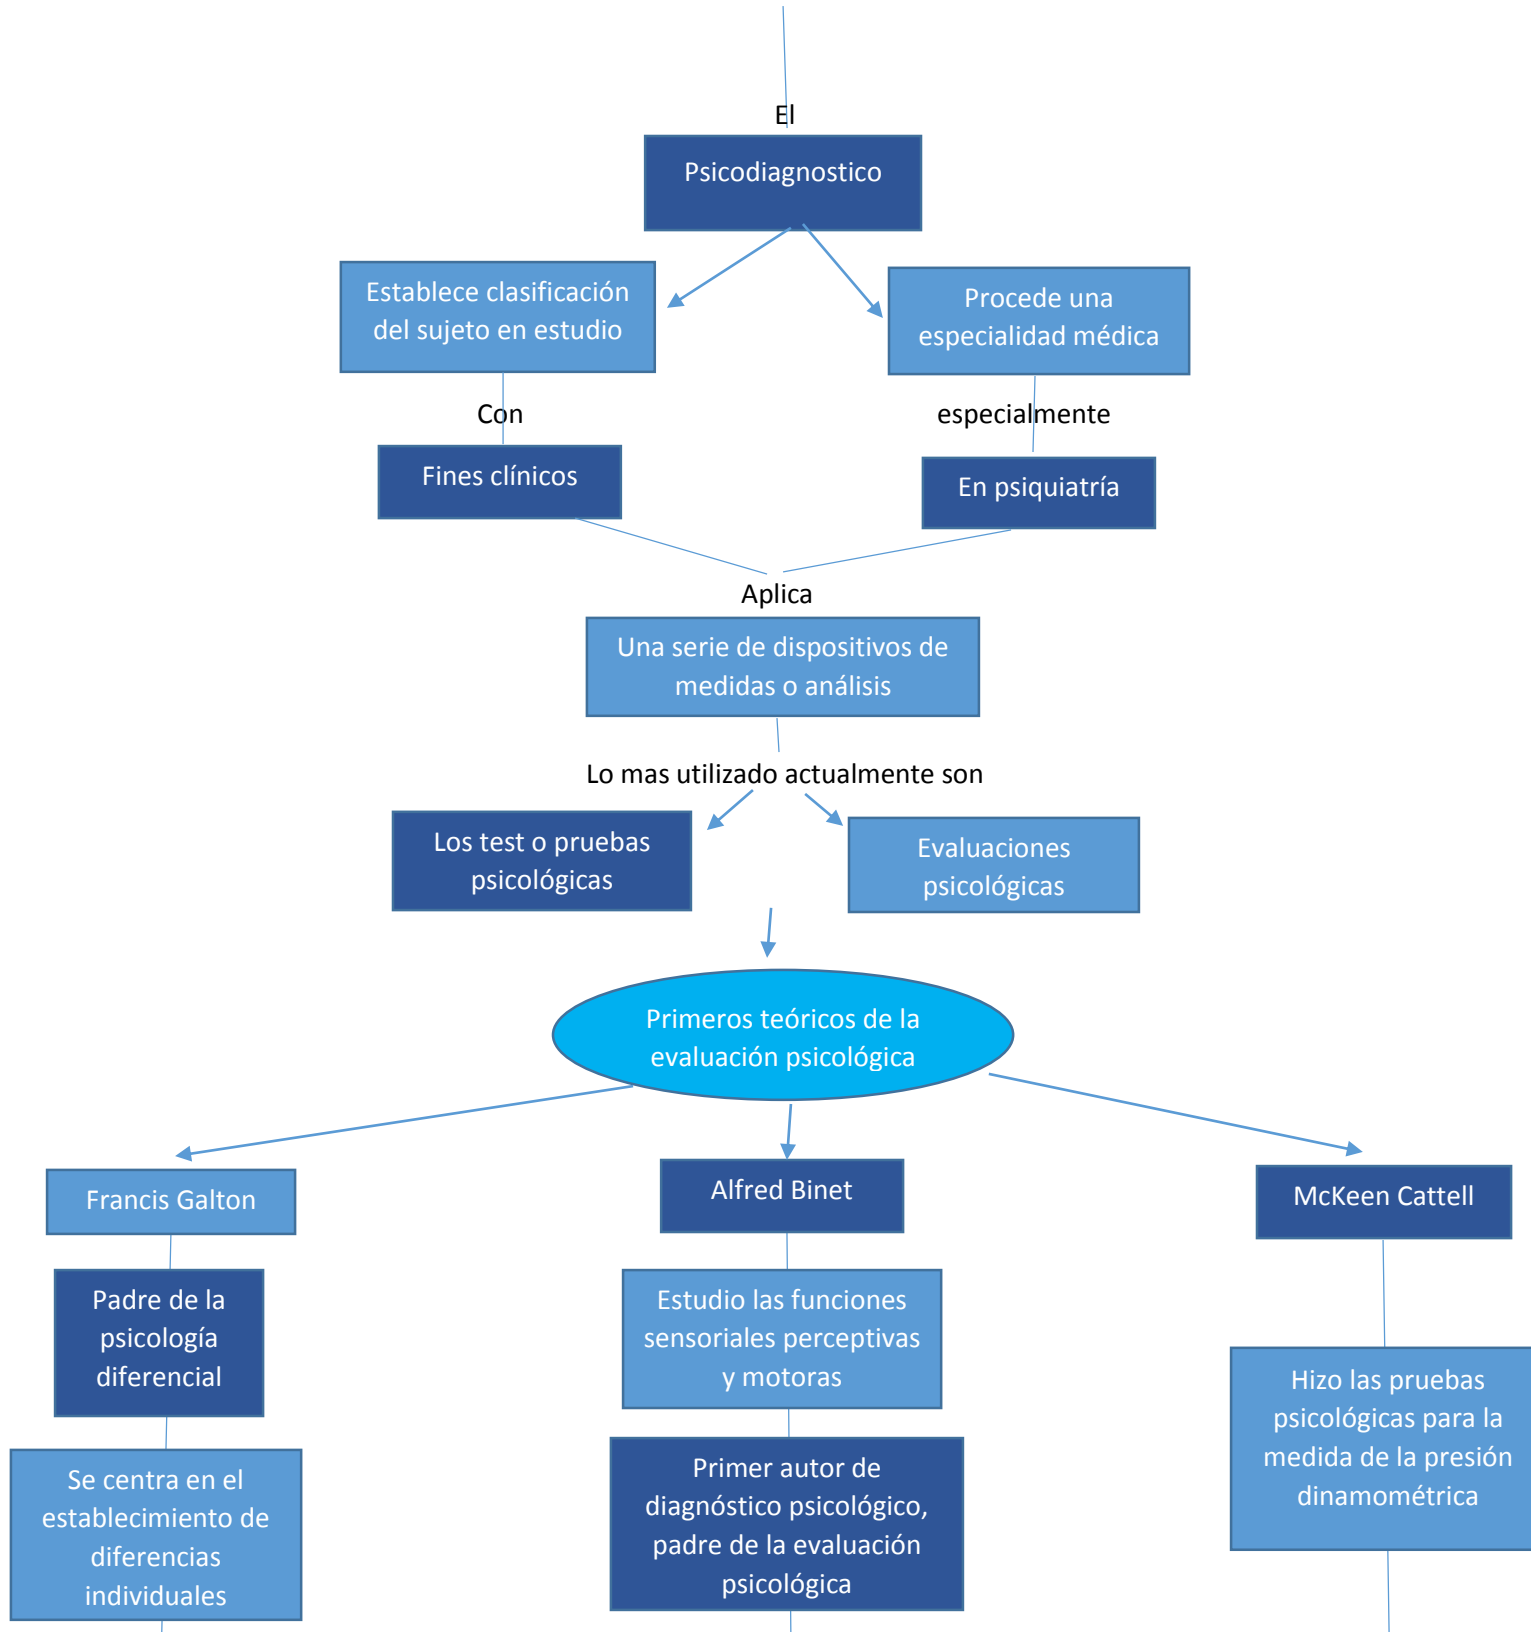 El
Psicodiagnostico
Establece clasificación
del sujeto en estudio
Procede una
especialidad médica
Con
especialmente
Fines clínicos
En psiquiatría
Aplica
Una serie de dispositivos de
medidas o análisis
Lo mas utilizado actualmente son
Los test o pruebas
psicológicas
Evaluaciones
psicológicas
Primeros teóricos de la
evaluación psicológica
Francis Galton
Alfred Binet
McKeen Cattell
Padre de la
psicología
diferencial
Estudio las funciones
sensoriales perceptivas
y motoras
Hizo las pruebas
psicológicas para la
medida de la presión
dinamométrica
Se centra en el
establecimiento de
diferencias
individuales
Primer autor de
diagnóstico psicológico,
padre de la evaluación
psicológica